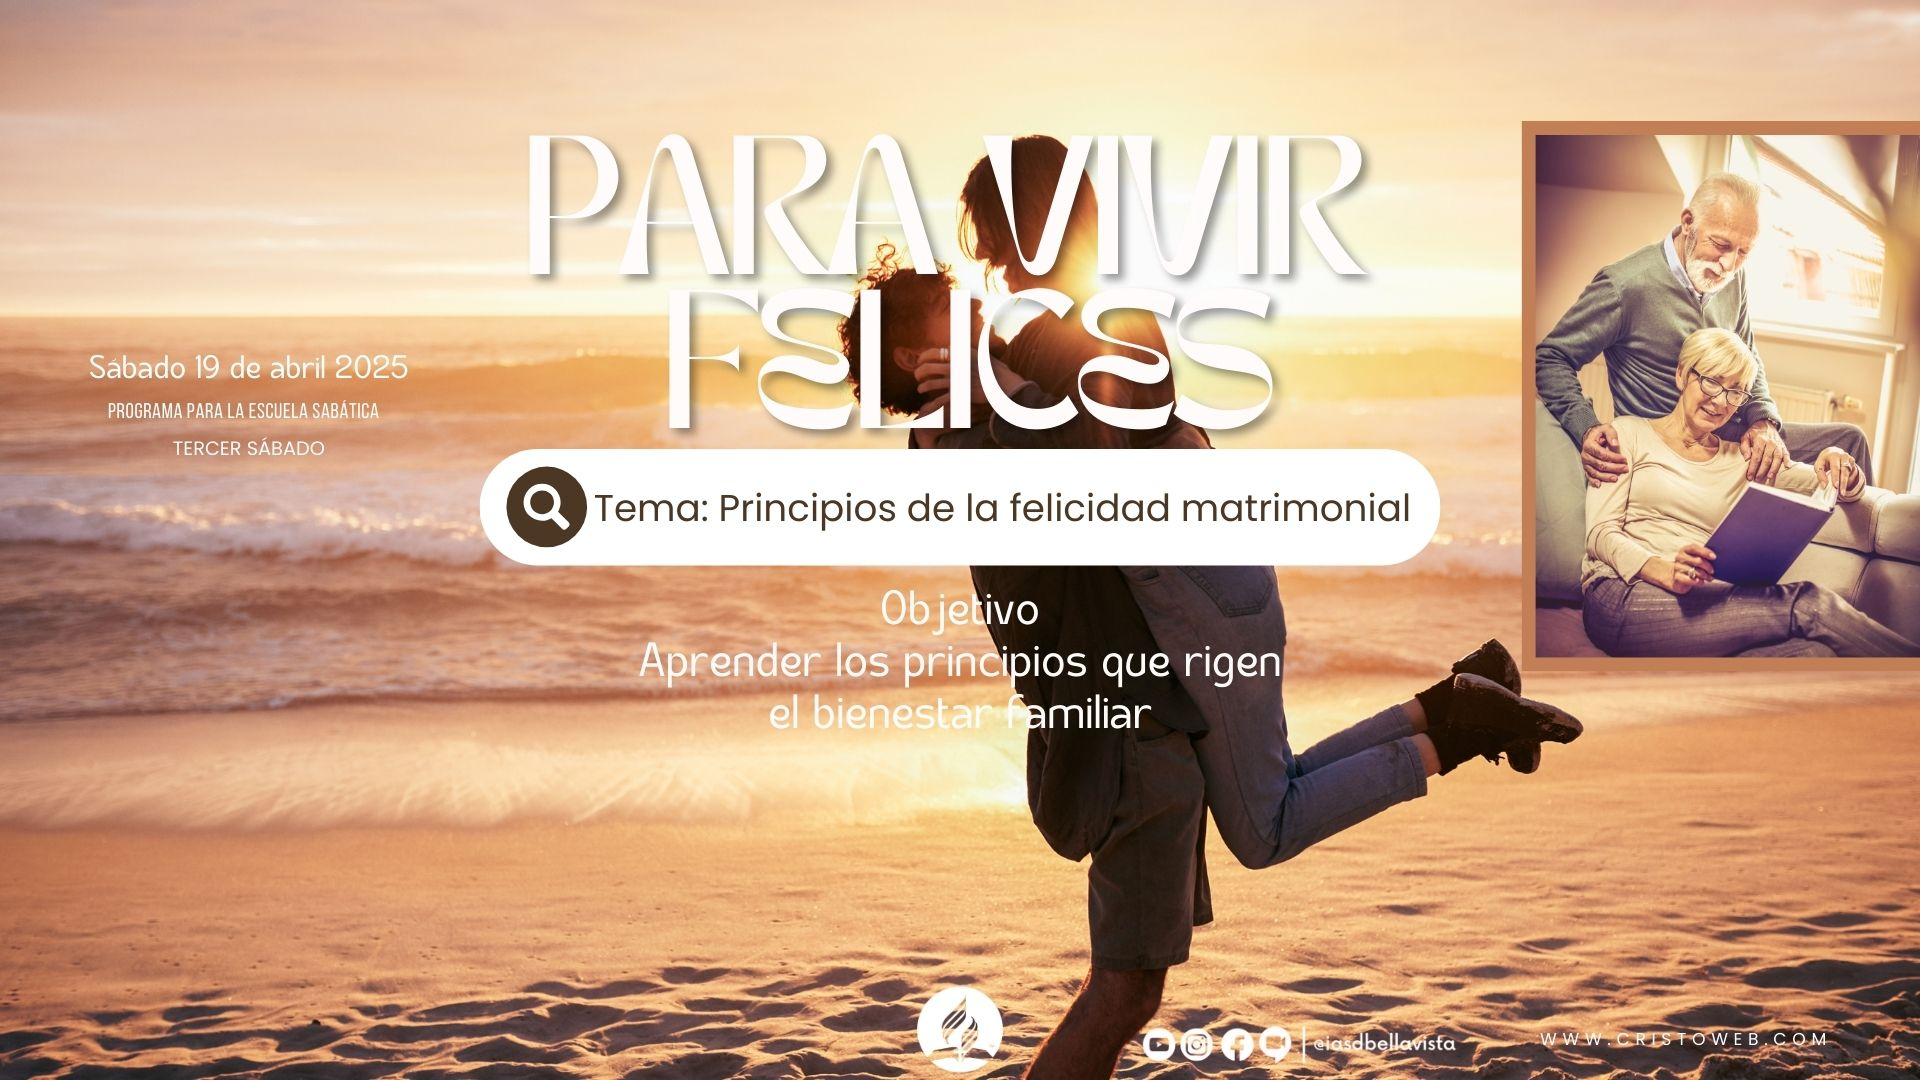 PARA VIVIR
FELICES
Sábado 19 de abril 2025
PROGRAMA PARA LA ESCUELA SABÁTICA
TERCER SÁBADO
Tema: Principios de la felicidad matrimonial
Objetivo
Aprender los principios que rigen
el bienestar familiar
@iasdbellavista
WWW.CRISTOWEB.COM